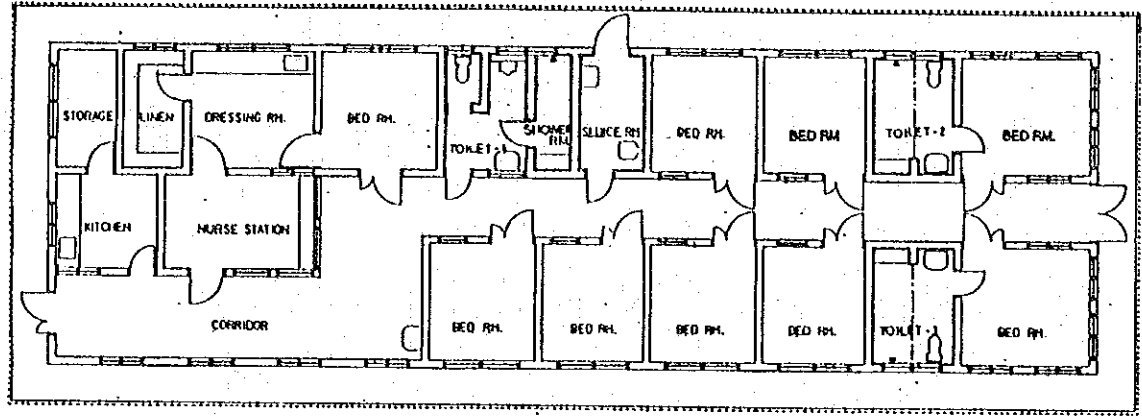 STORAGE
LINEN
DRESSING RM.
BED RM.
TOILET-1
SHOWER
RM.
SLUICE RM
BED RM.
BED RM
TOILET-2
BED RM.
KITCHEN
NURSE STATION
CORRIDOR
BED RM.
BED RM.
BED RM.
BED RM.
TOILET-3
BED RM.